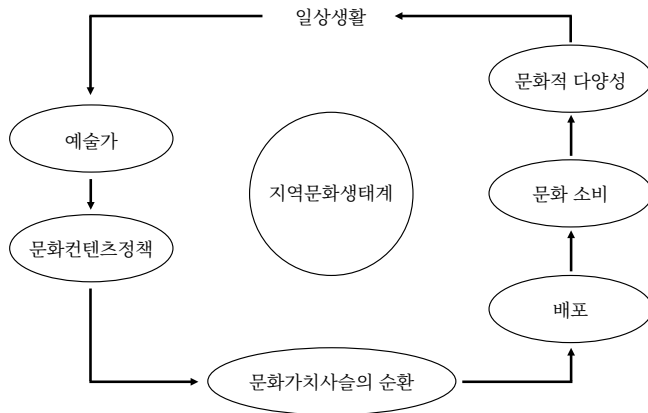 일상생활
문화적 다양성
예술가
지역문화생태계
문화 소비
문화컨텐츠정책
배포
문화가치사슬의 순환